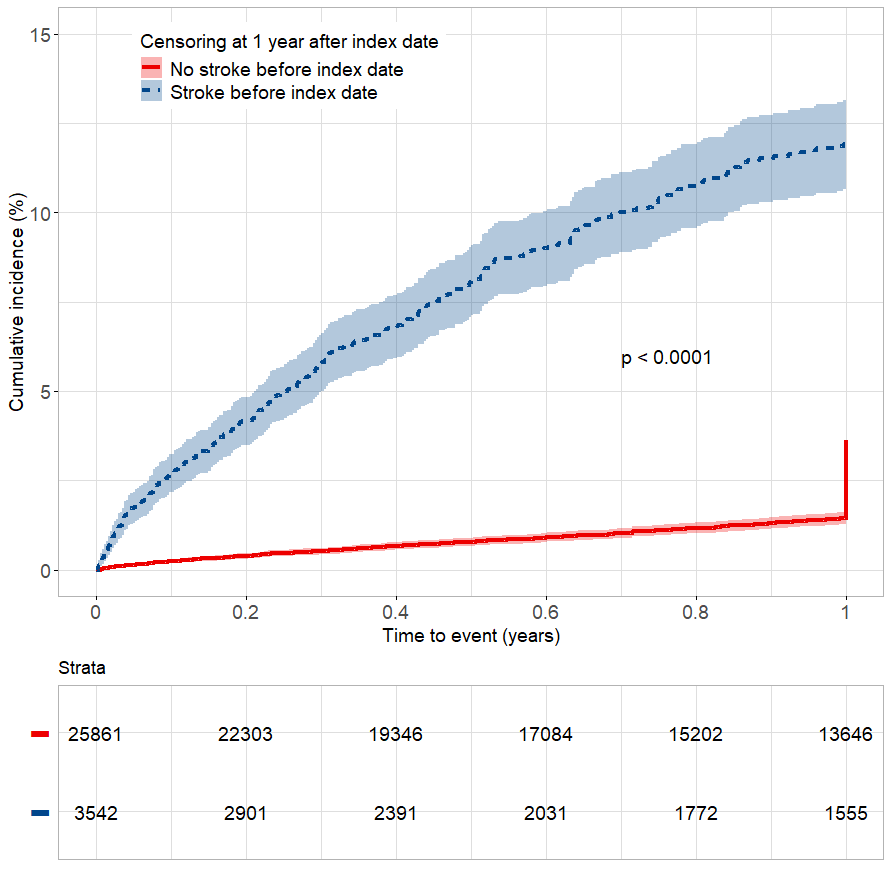 Censoring at 1 year after index date
No stroke before index date
Stroke before index date
Cumulative incidence (%)
15
10
5
0
p < 0.0001
0 0.2 0.4 0.6 0.8 1
Time to event (years)
Strata
25861 22303 19346 17084 15202 13646
3542 2901 2391 2031 1772 1555